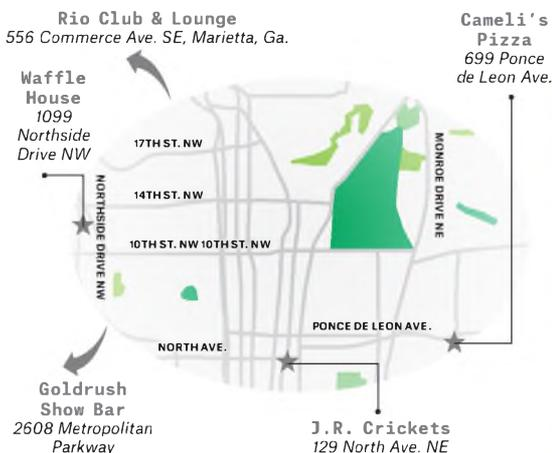 Rio Club & Lounge
556 Commerce Ave. SE, Marietta, Ga.
Cameli's
Pizza
699 Ponce
de Leon Ave.
Waffle
House
1099
Northside
Drive NW
17TH ST. NW
14TH ST. NW
10TH ST. NW 10TH ST. NW
NORTHSIDE DRIVE NW
MONROE DRIVE NE
PONCE DE LEON AVE.
NORTH AVE.
Goldrush
Show Bar
2608 Metropolitan
Parkway
J.R. Crickets
129 North Ave. NE